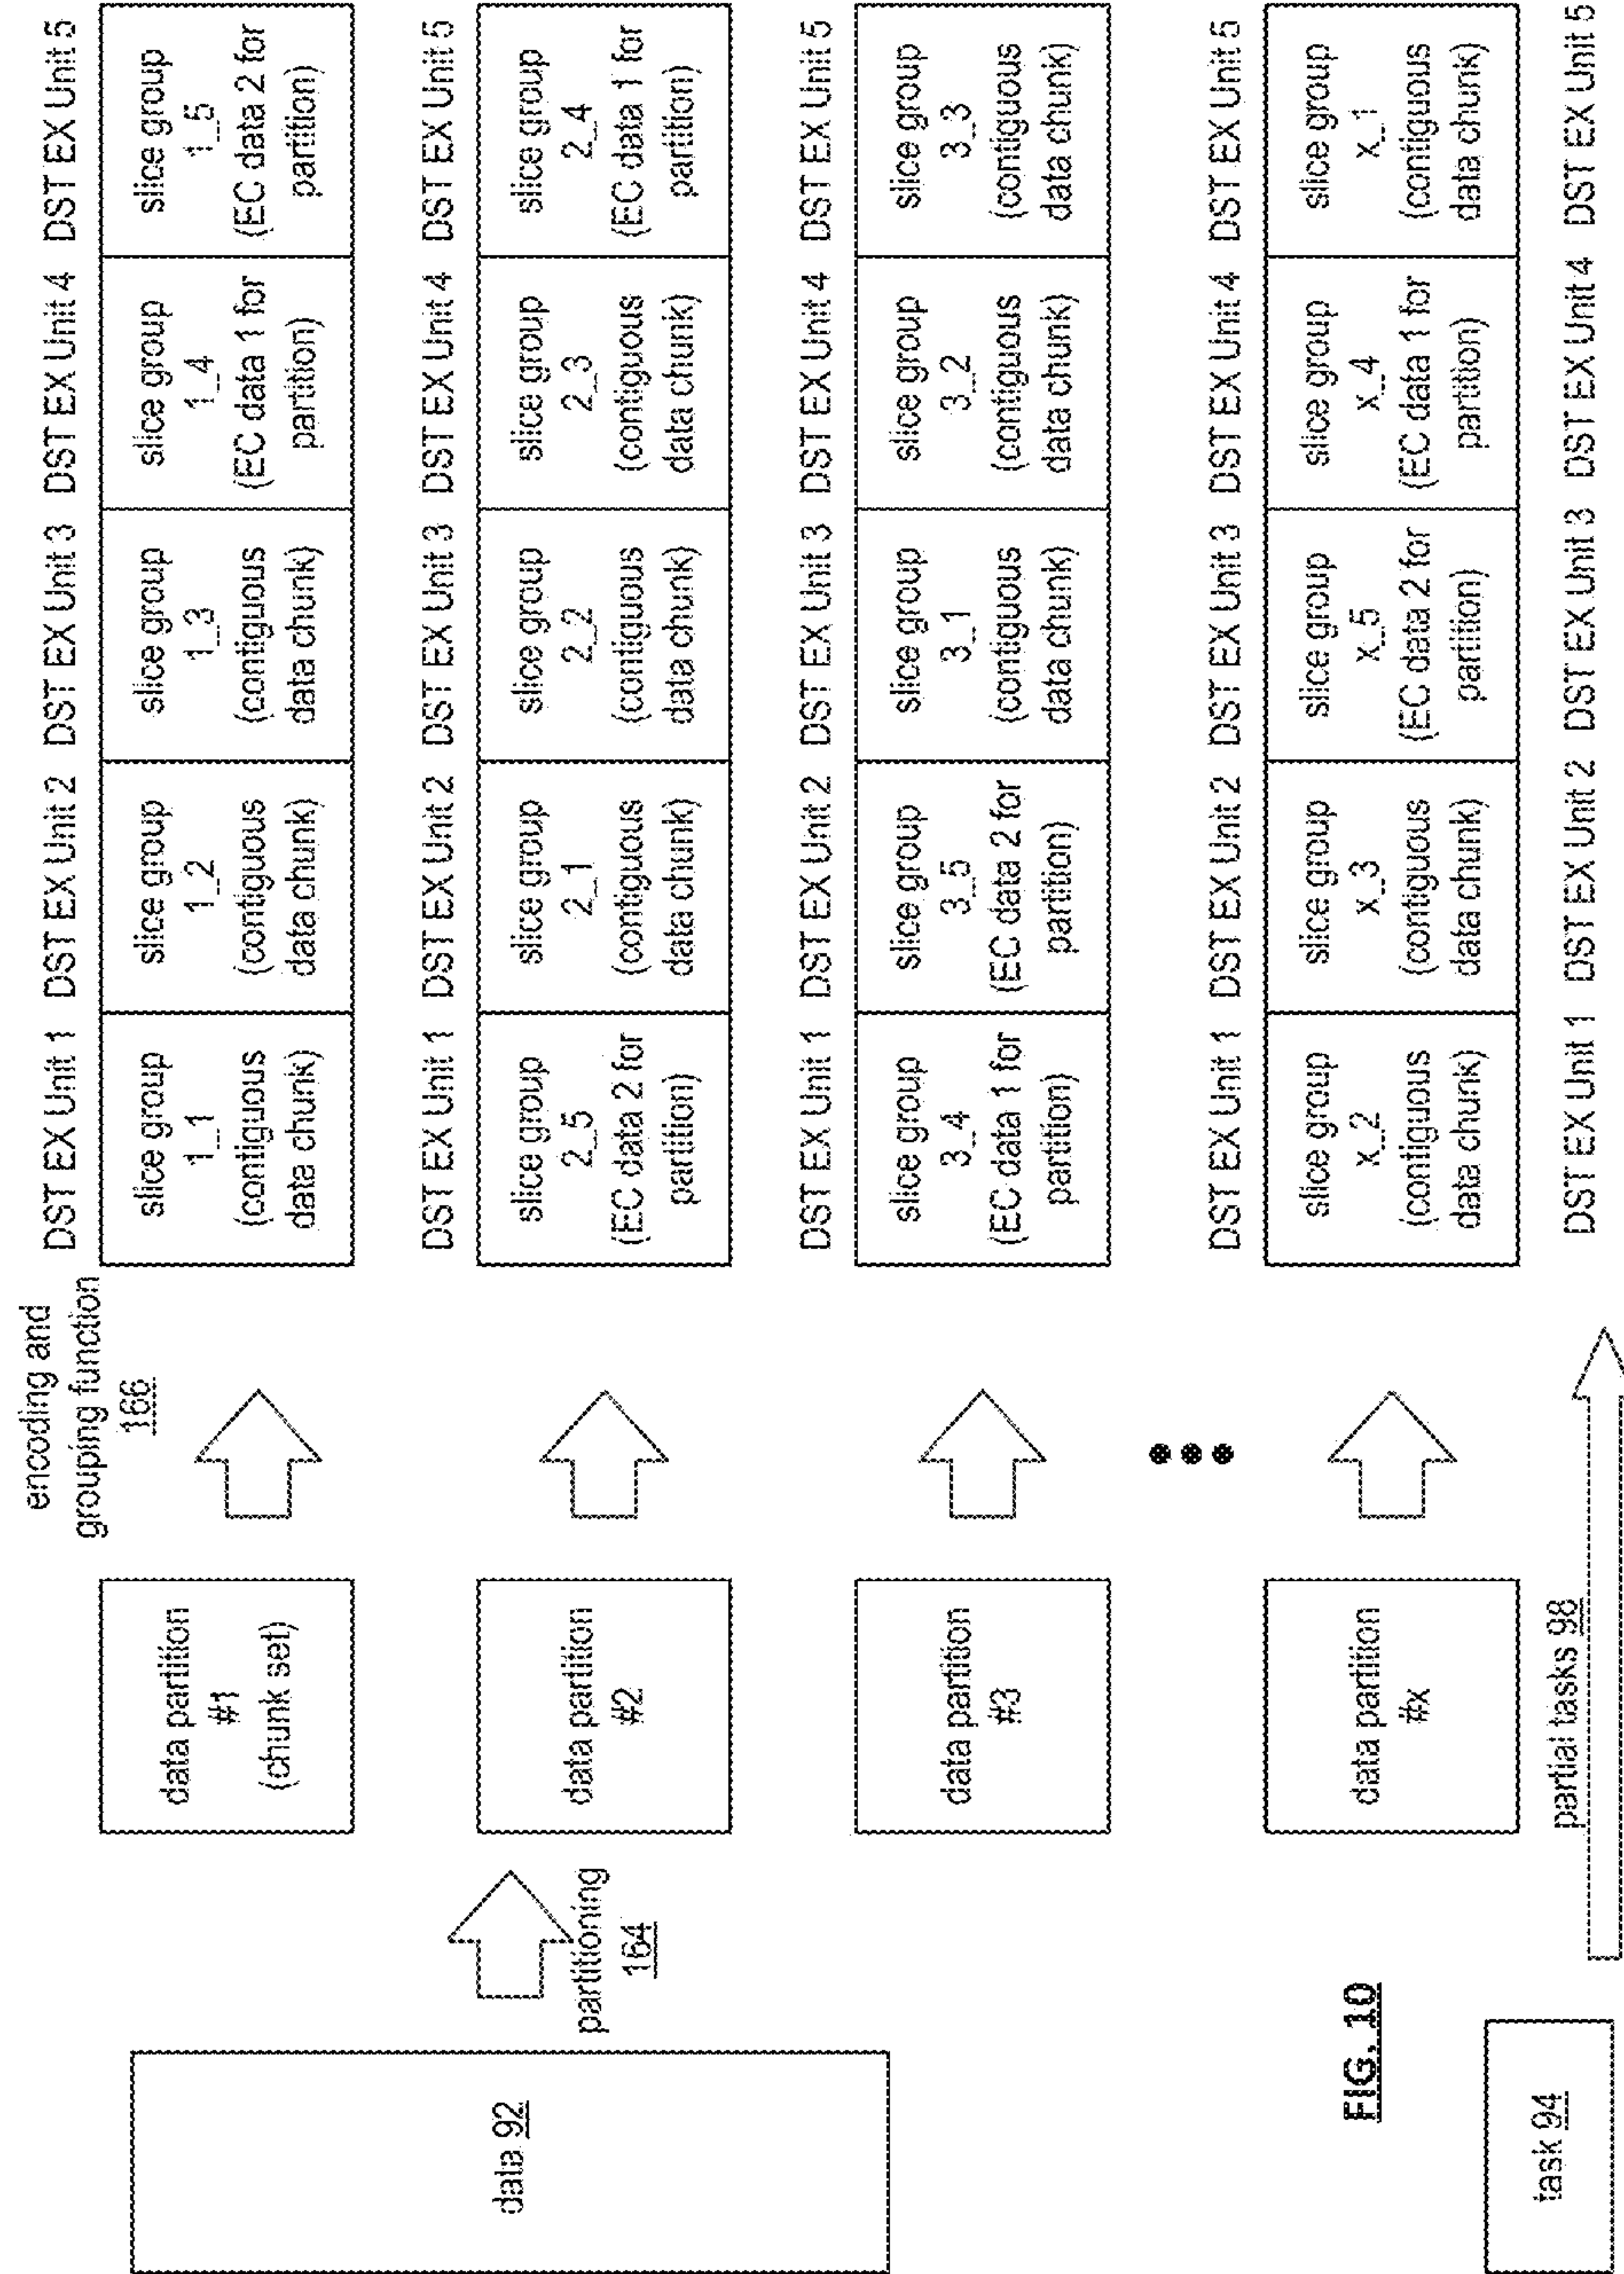 encoding and
grouping function
166
data 92
partitioning
164
data partition
#1
(chunk set)
DST EX Unit 1 DST EX Unit 2 DST EX Unit 3 DST EX Unit 4 DST EX Unit 5
slice group
1_1
(contiguous
data chunk)
slice group
1_2
(contiguous
data chunk)
slice group
1_3
(contiguous
data chunk)
slice group
1_4
(EC data 1 for
partition)
slice group
1_5
(EC data 2 for
partition)
data partition
#2
DST EX Unit 1 DST EX Unit 2 DST EX Unit 3 DST EX Unit 4 DST EX Unit 5
slice group
2_5
(EC data 2 for
partition)
slice group
2_1
(contiguous
data chunk)
slice group
2_2
(contiguous
data chunk)
slice group
2_3
(contiguous
data chunk)
slice group
2_4
(EC data 1 for
partition)
data partition
#3
DST EX Unit 1 DST EX Unit 2 DST EX Unit 3 DST EX Unit 4 DST EX Unit 5
slice group
3_4
(EC data 1 for
partition)
slice group
3_5
(EC data 2 for
partition)
slice group
3_1
(contiguous
data chunk)
slice group
3_2
(contiguous
data chunk)
slice group
3_3
(contiguous
data chunk)
data partition
#x
DST EX Unit 1 DST EX Unit 2 DST EX Unit 3 DST EX Unit 4 DST EX Unit 5
slice group
x_2
(contiguous
data chunk)
slice group
x_3
(contiguous
data chunk)
slice group
x_5
(EC data 2 for
partition)
slice group
x_4
(EC data 1 for
partition)
slice group
x_1
(contiguous
data chunk)
FIG. 10
task 94
partial tasks 98
DST EX Unit 1 DST EX Unit 2 DST EX Unit 3 DST EX Unit 4 DST EX Unit 5